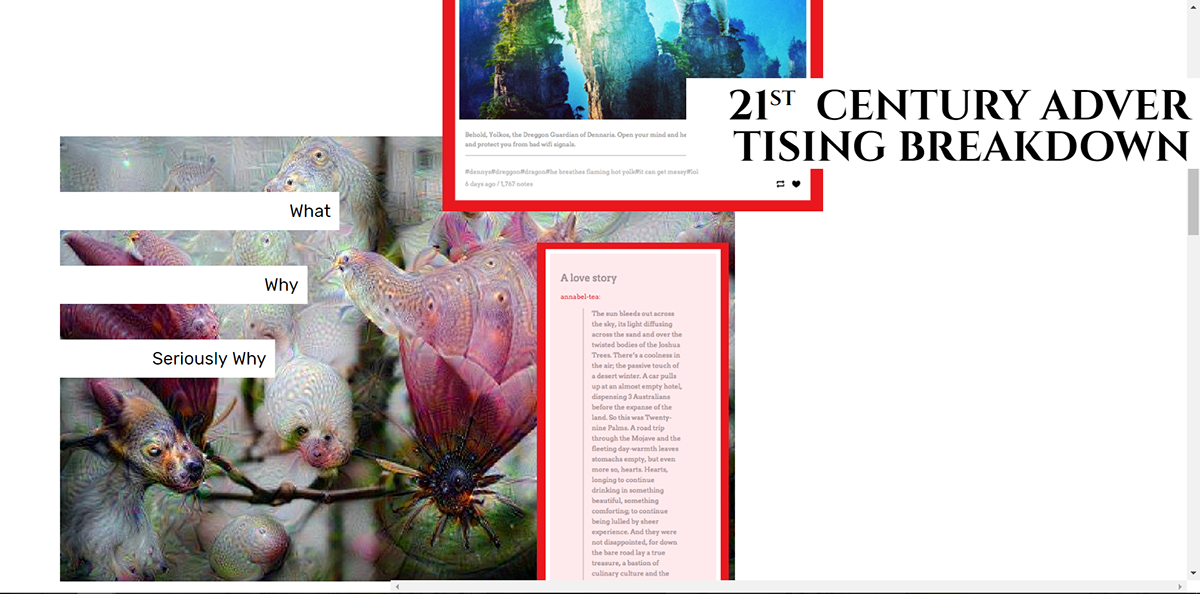 21ST CENTURY ADVER
TISING BREAKDOWN
Behold, Yolkos, the Dreggon Guardian of Dennaria. Open your mind and he
and protect you from bad wifi signals.
#dennys#dreggon#dragon#he breathes flaming hot yolk#it can get messy#lol
6 days ago / 1,767 notes
What
Why
Seriously Why
A love story
annabel-tea:
The sun bleeds out across
the sky, its light diffusing
across the sand and over the
twisted bodies of the Joshua
Trees. There's a coolness in
the air; the passive touch of
a desert winter. A car pulls
up at an almost empty hotel,
dispensing 3 Australians
before the expanse of the
land. So this was Twenty-
nine Palms. A road trip
through the Mojave and the
fleeting day-warmth leaves
stomachs empty, but even
more so, hearts. Hearts,
longing to continue
drinking in something
beautiful, something
comforting; to continue
being lulled by sheer
experience. And they were
not disappointed, for down
the bare road lay a true
treasure, a bastion of
culinary culture and the